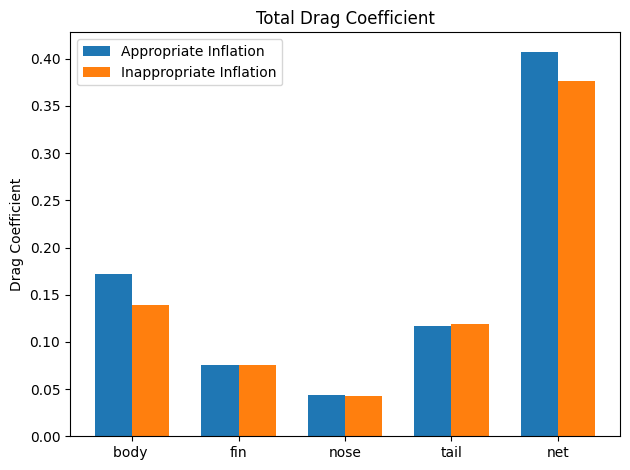 Total Drag Coefficient
Appropriate Inflation
Inappropriate Inflation
Drag Coefficient
0.40
0.35
0.30
0.25
0.20
0.15
0.10
0.05
0.00
body
fin
nose
tail
net